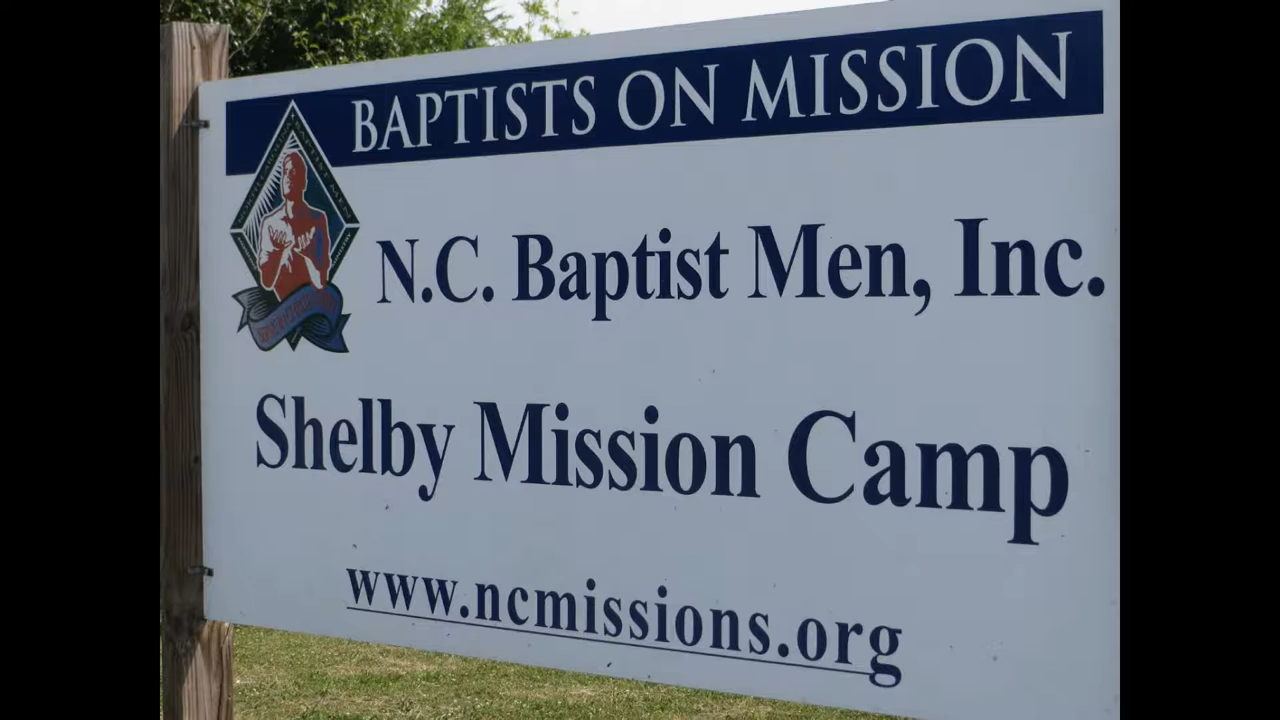 BAPTISTS ON MISSION
N.C. Baptist Men, Inc.
Shelby Mission Camp
www.ncmissions.org